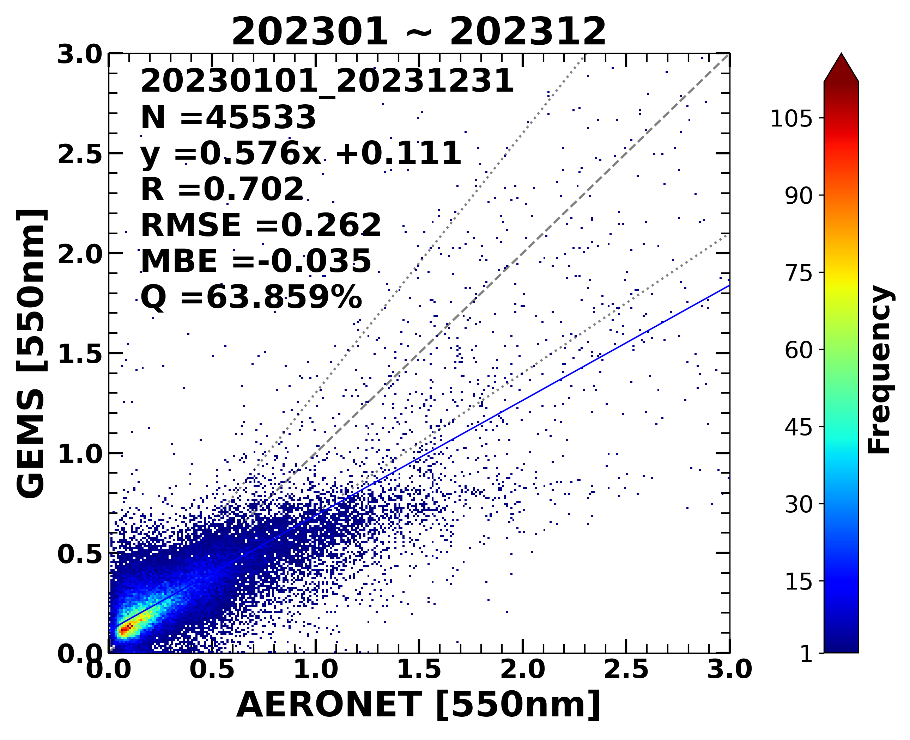 202301 ~ 202312
20230101_20231231
N =45533
y =0.576x +0.111
R =0.702
RMSE =0.262
MBE =-0.035
Q =63.859%
3.0
2.5
2.0
1.5
1.0
0.5
0.0
GEMS [550nm]
0.0 0.5 1.0 1.5 2.0 2.5 3.0
AERONET [550nm]
105
90
75
60
45
30
15
1
Frequency